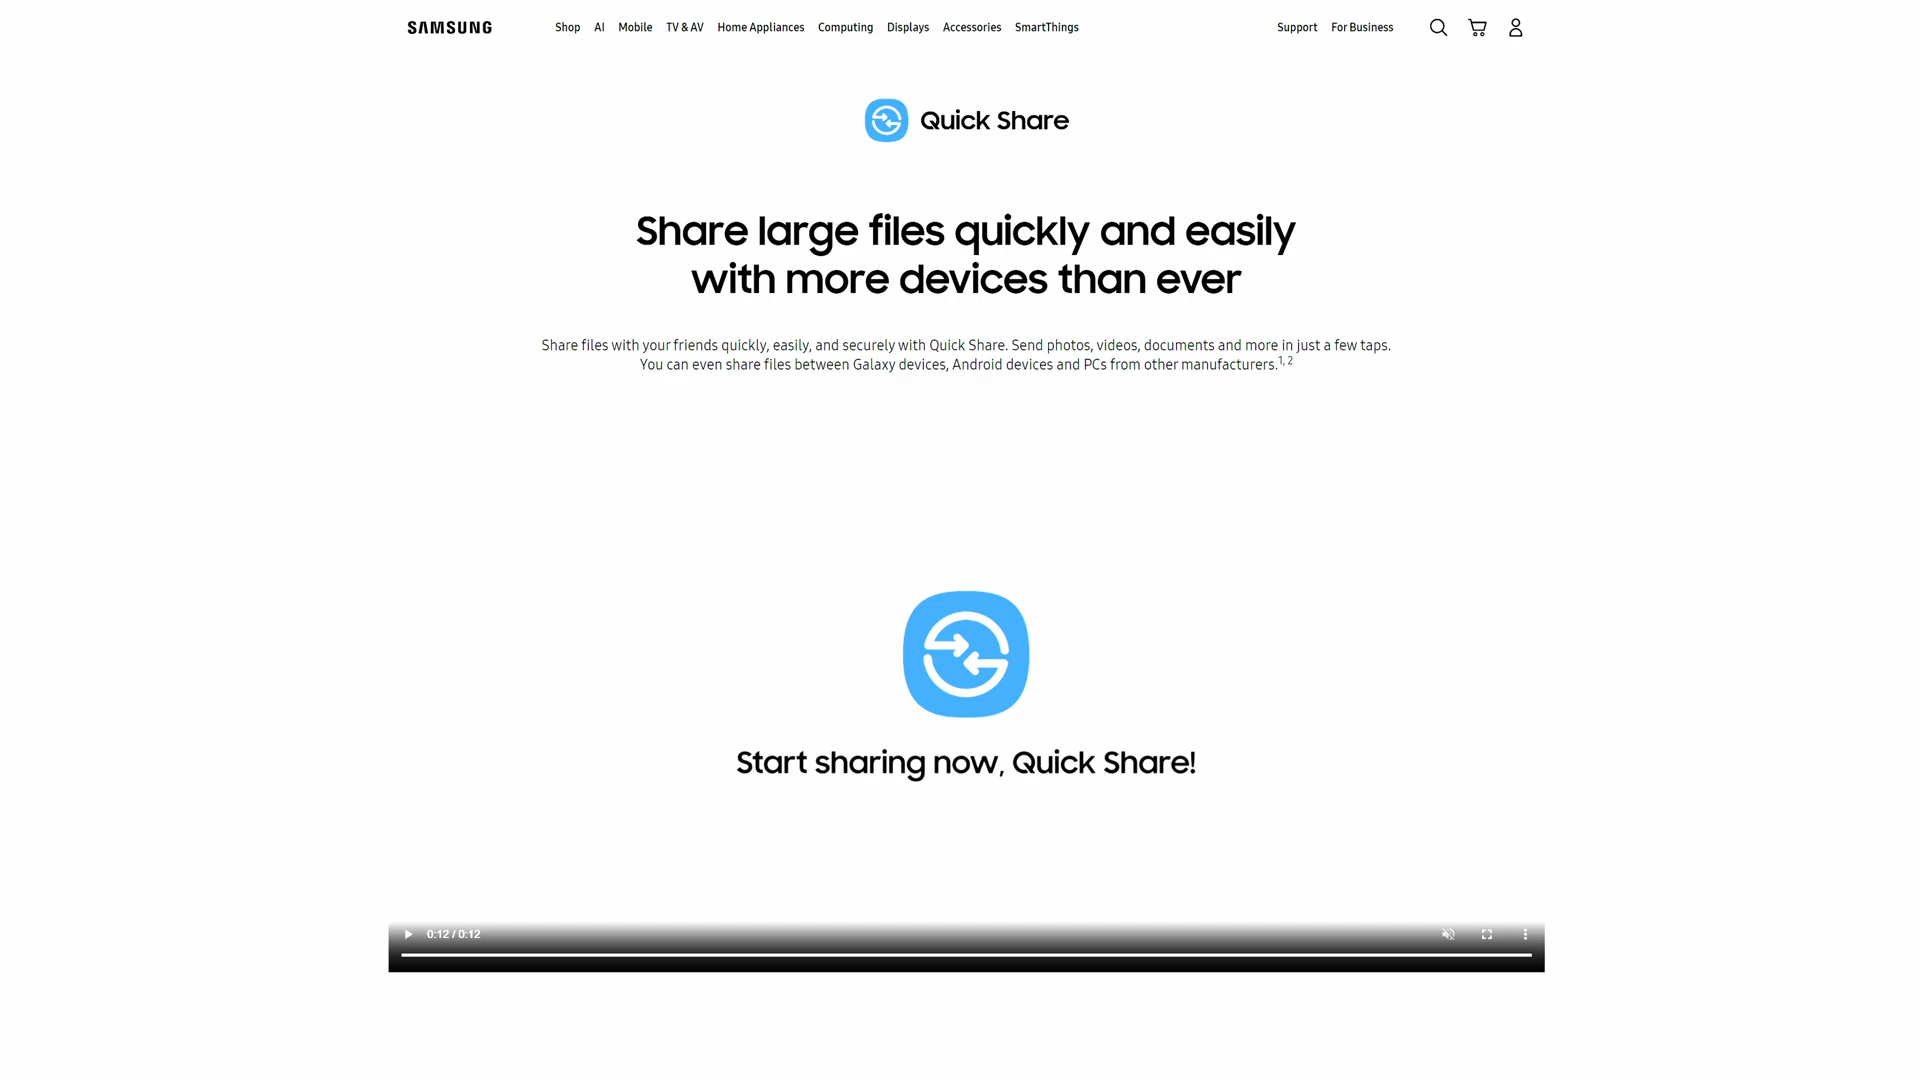 SAMSUNG Shop AI Mobile TV & AV Home Appliances Computing Displays Accessories SmartThings Support For Business
Quick Share
Share large files quickly and easily
with more devices than ever
Share files with your friends quickly, easily, and securely with Quick Share. Send photos, videos, documents and more in just a few taps.
You can even share files between Galaxy devices, Android devices and PCs from other manufacturers.1, 2
Start sharing now, Quick Share!
0:12 / 0:12